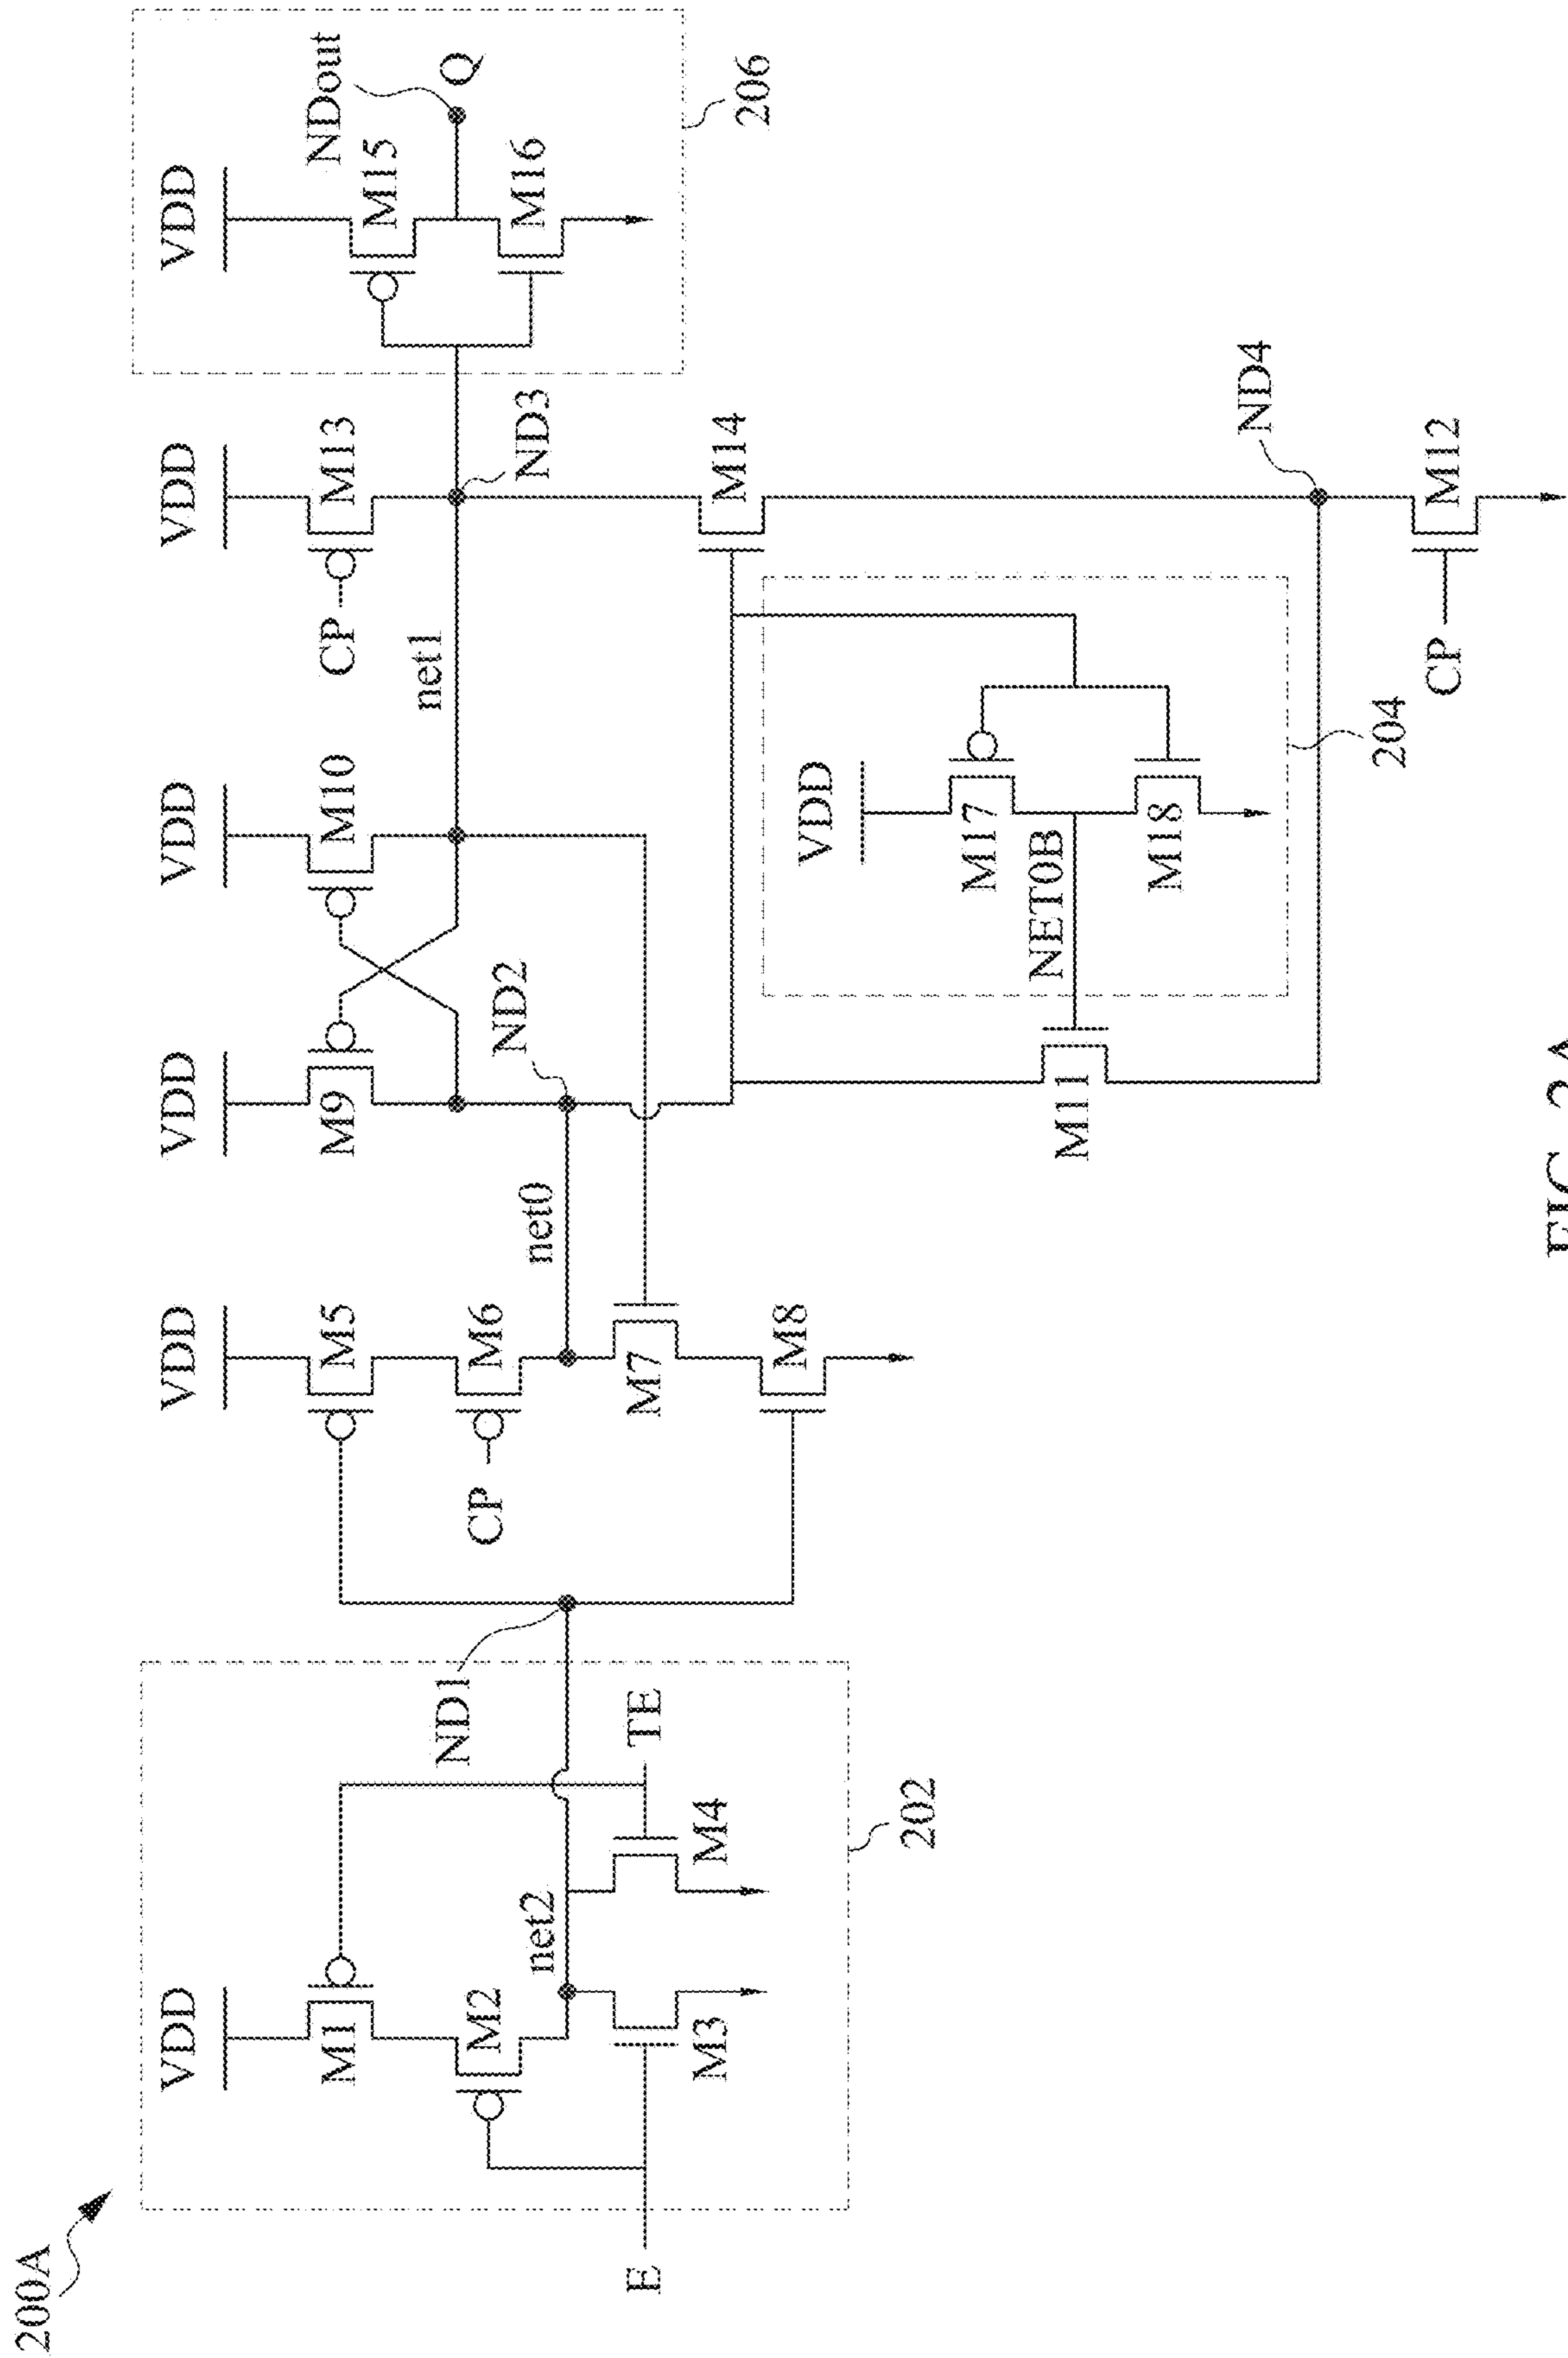 200A
VDD
M1
M2
net2
M3
M4
E
TE
ND1
202
VDD
M5
CP
M6
M7
M8
net0
VDD
M9
ND2
VDD
M10
net1
VDD
CP
M13
ND3
M14
VDD
M17
NET0B
M18
M11
204
ND4
CP
M12
VDD
M15
NDout
Q
M16
206
FIG. 2A